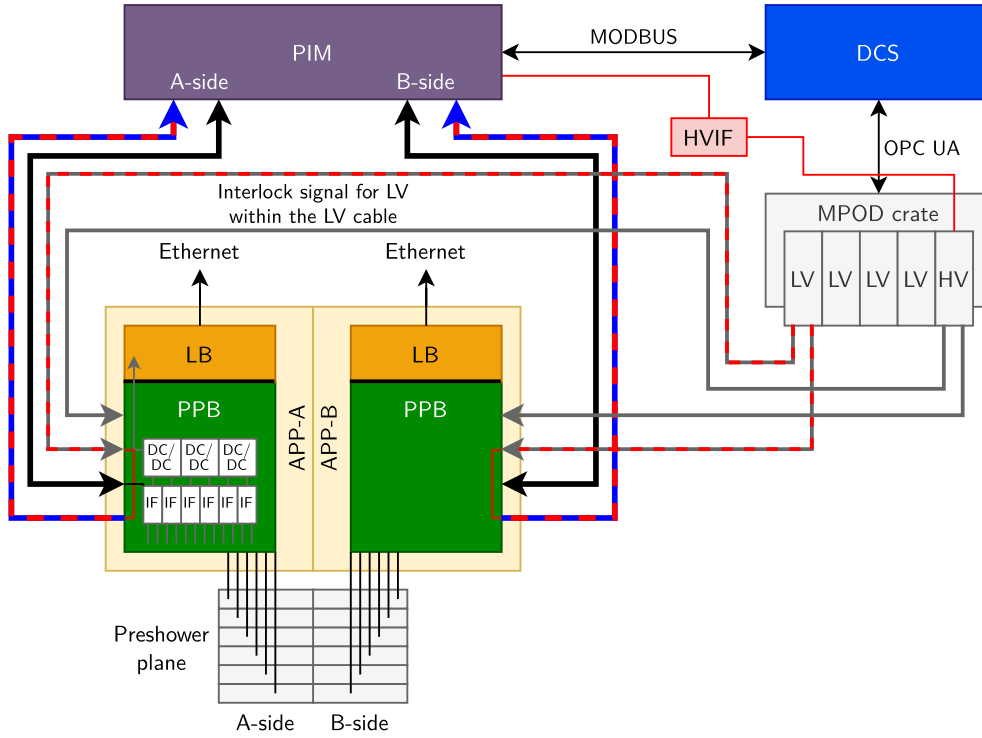 PIM
MODBUS
DCS
A-side
B-side
HVIF
OPC UA
Interlock signal for LV
within the LV cable
MPOD crate
Ethernet
Ethernet
LV
LV
LV
LV
HV
LB
LB
PPB
PPB
APP-A
APP-B
DC/
DC
DC/
DC
DC/
DC
IF
IF
IF
IF
IF
IF
Preshower
plane
A-side
B-side